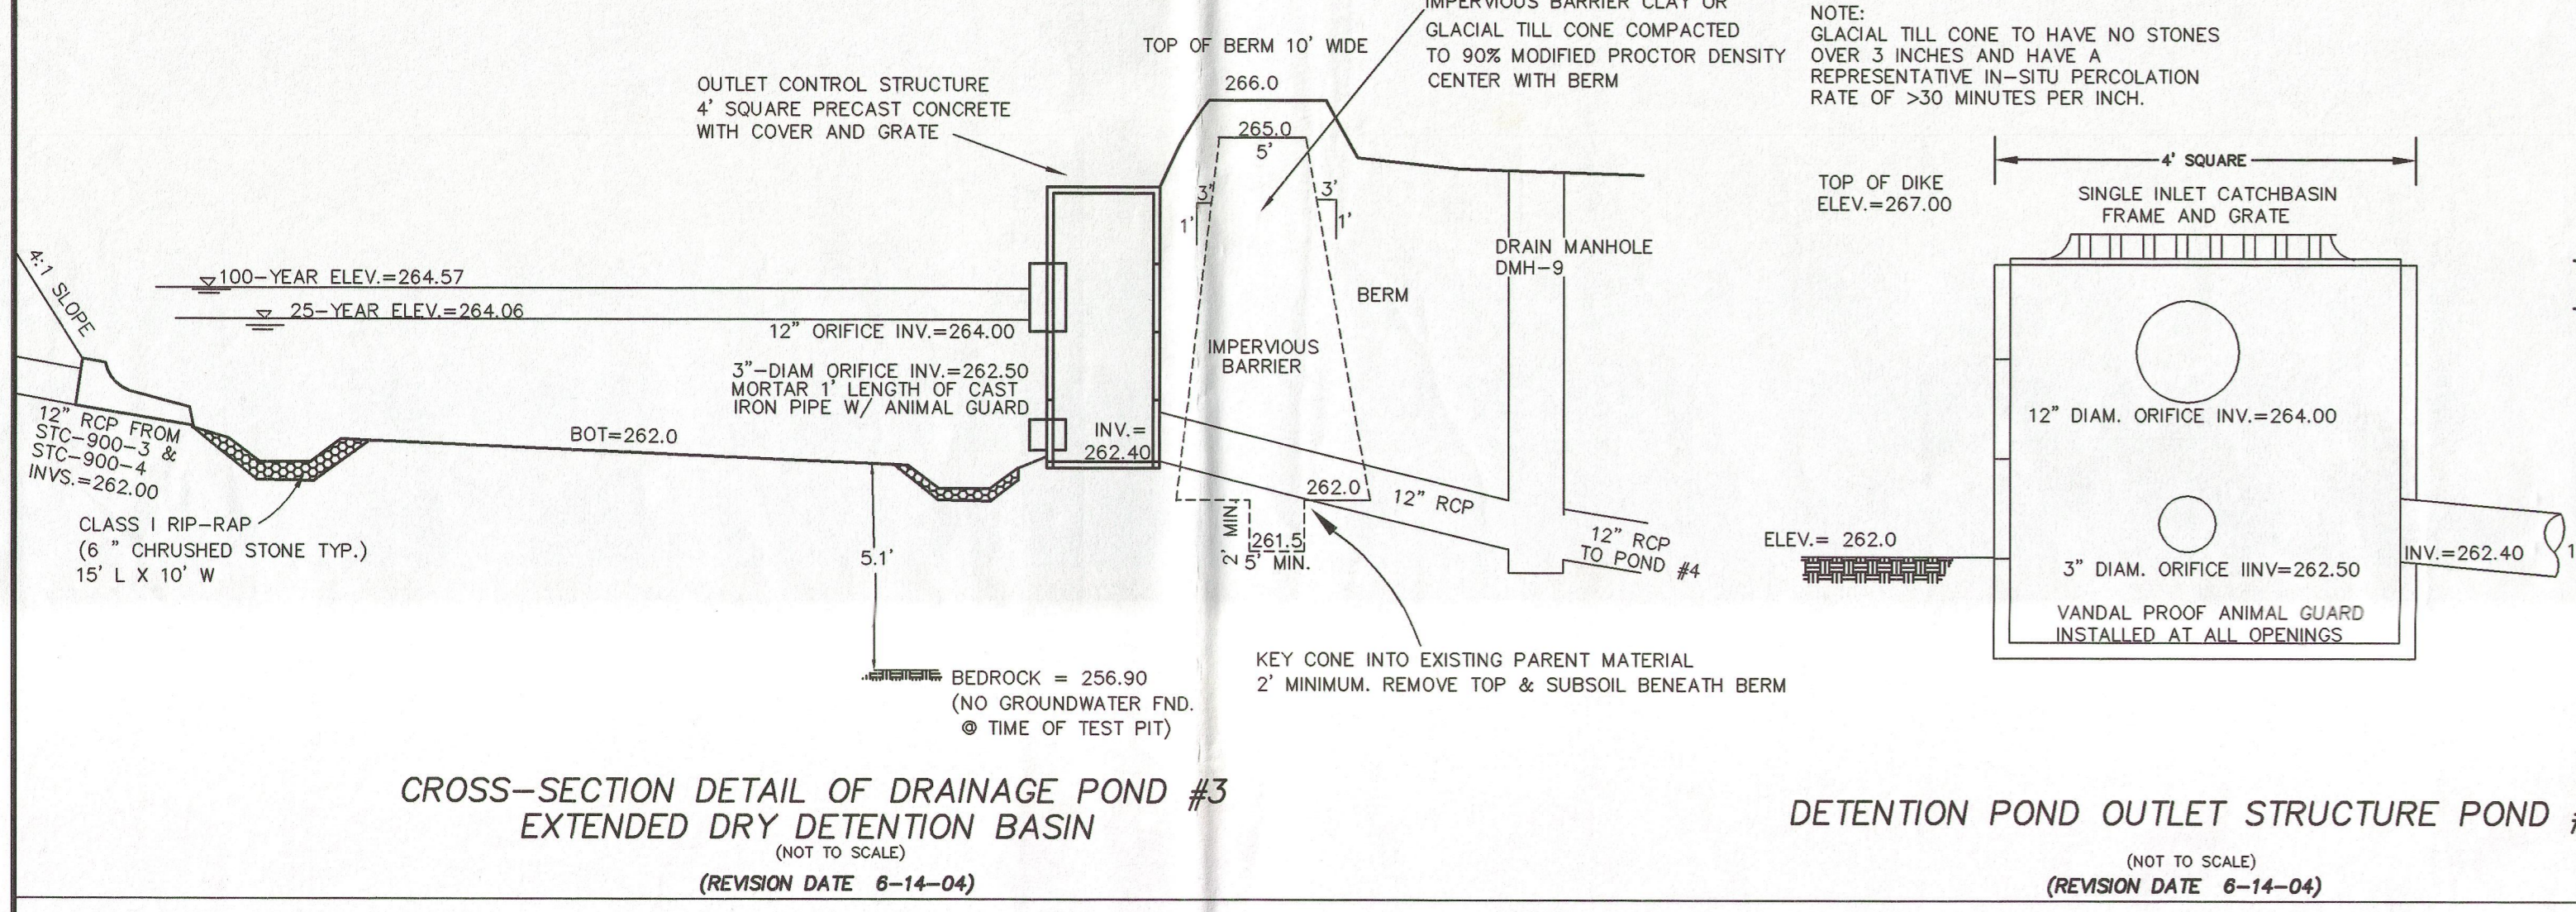 IMPERVIOUS BARRIER CLAY OR
GLACIAL TILL CONE COMPACTED
TO 90% MODIFIED PROCTOR DENSITY
CENTER WITH BERM
NOTE:
GLACIAL TILL CONE TO HAVE NO STONES
OVER 3 INCHES AND HAVE A
REPRESENTATIVE IN-SITU PERCOLATION
RATE OF >30 MINUTES PER INCH.
TOP OF BERM 10' WIDE
266.0
OUTLET CONTROL STRUCTURE
4' SQUARE PRECAST CONCRETE
WITH COVER AND GRATE
265.0
5'
3'
1'
3'
1'
4:1 SLOPE
100-YEAR ELEV.=264.57
25-YEAR ELEV.=264.06
12" ORIFICE INV.=264.00
3"-DIAM ORIFICE INV.=262.50
MORTAR 1' LENGTH OF CAST
IRON PIPE W/ ANIMAL GUARD
INV.=
262.40
IMPERVIOUS
BARRIER
BERM
DRAIN MANHOLE
DMH-9
12" RCP FROM
STC-900-3 &
STC-900-4
INVS.=262.00
BOT=262.0
CLASS I RIP-RAP
(6 " CHRUSHED STONE TYP.)
15' L X 10' W
5.1'
262.0
12" RCP
2' MIN.
261.5
5' MIN.
12" RCP
TO POND #4
KEY CONE INTO EXISTING PARENT MATERIAL
2' MINIMUM. REMOVE TOP & SUBSOIL BENEATH BERM
BEDROCK = 256.90
(NO GROUNDWATER FND.
@ TIME OF TEST PIT)
CROSS-SECTION DETAIL OF DRAINAGE POND #3
EXTENDED DRY DETENTION BASIN
(NOT TO SCALE)
(REVISION DATE 6-14-04)
4' SQUARE
TOP OF DIKE
ELEV.=267.00
SINGLE INLET CATCHBASIN
FRAME AND GRATE
12" DIAM. ORIFICE INV.=264.00
ELEV.= 262.0
INV.=262.40
3" DIAM. ORIFICE IINV=262.50
VANDAL PROOF ANIMAL GUARD
INSTALLED AT ALL OPENINGS
DETENTION POND OUTLET STRUCTURE POND
(NOT TO SCALE)
(REVISION DATE 6-14-04)